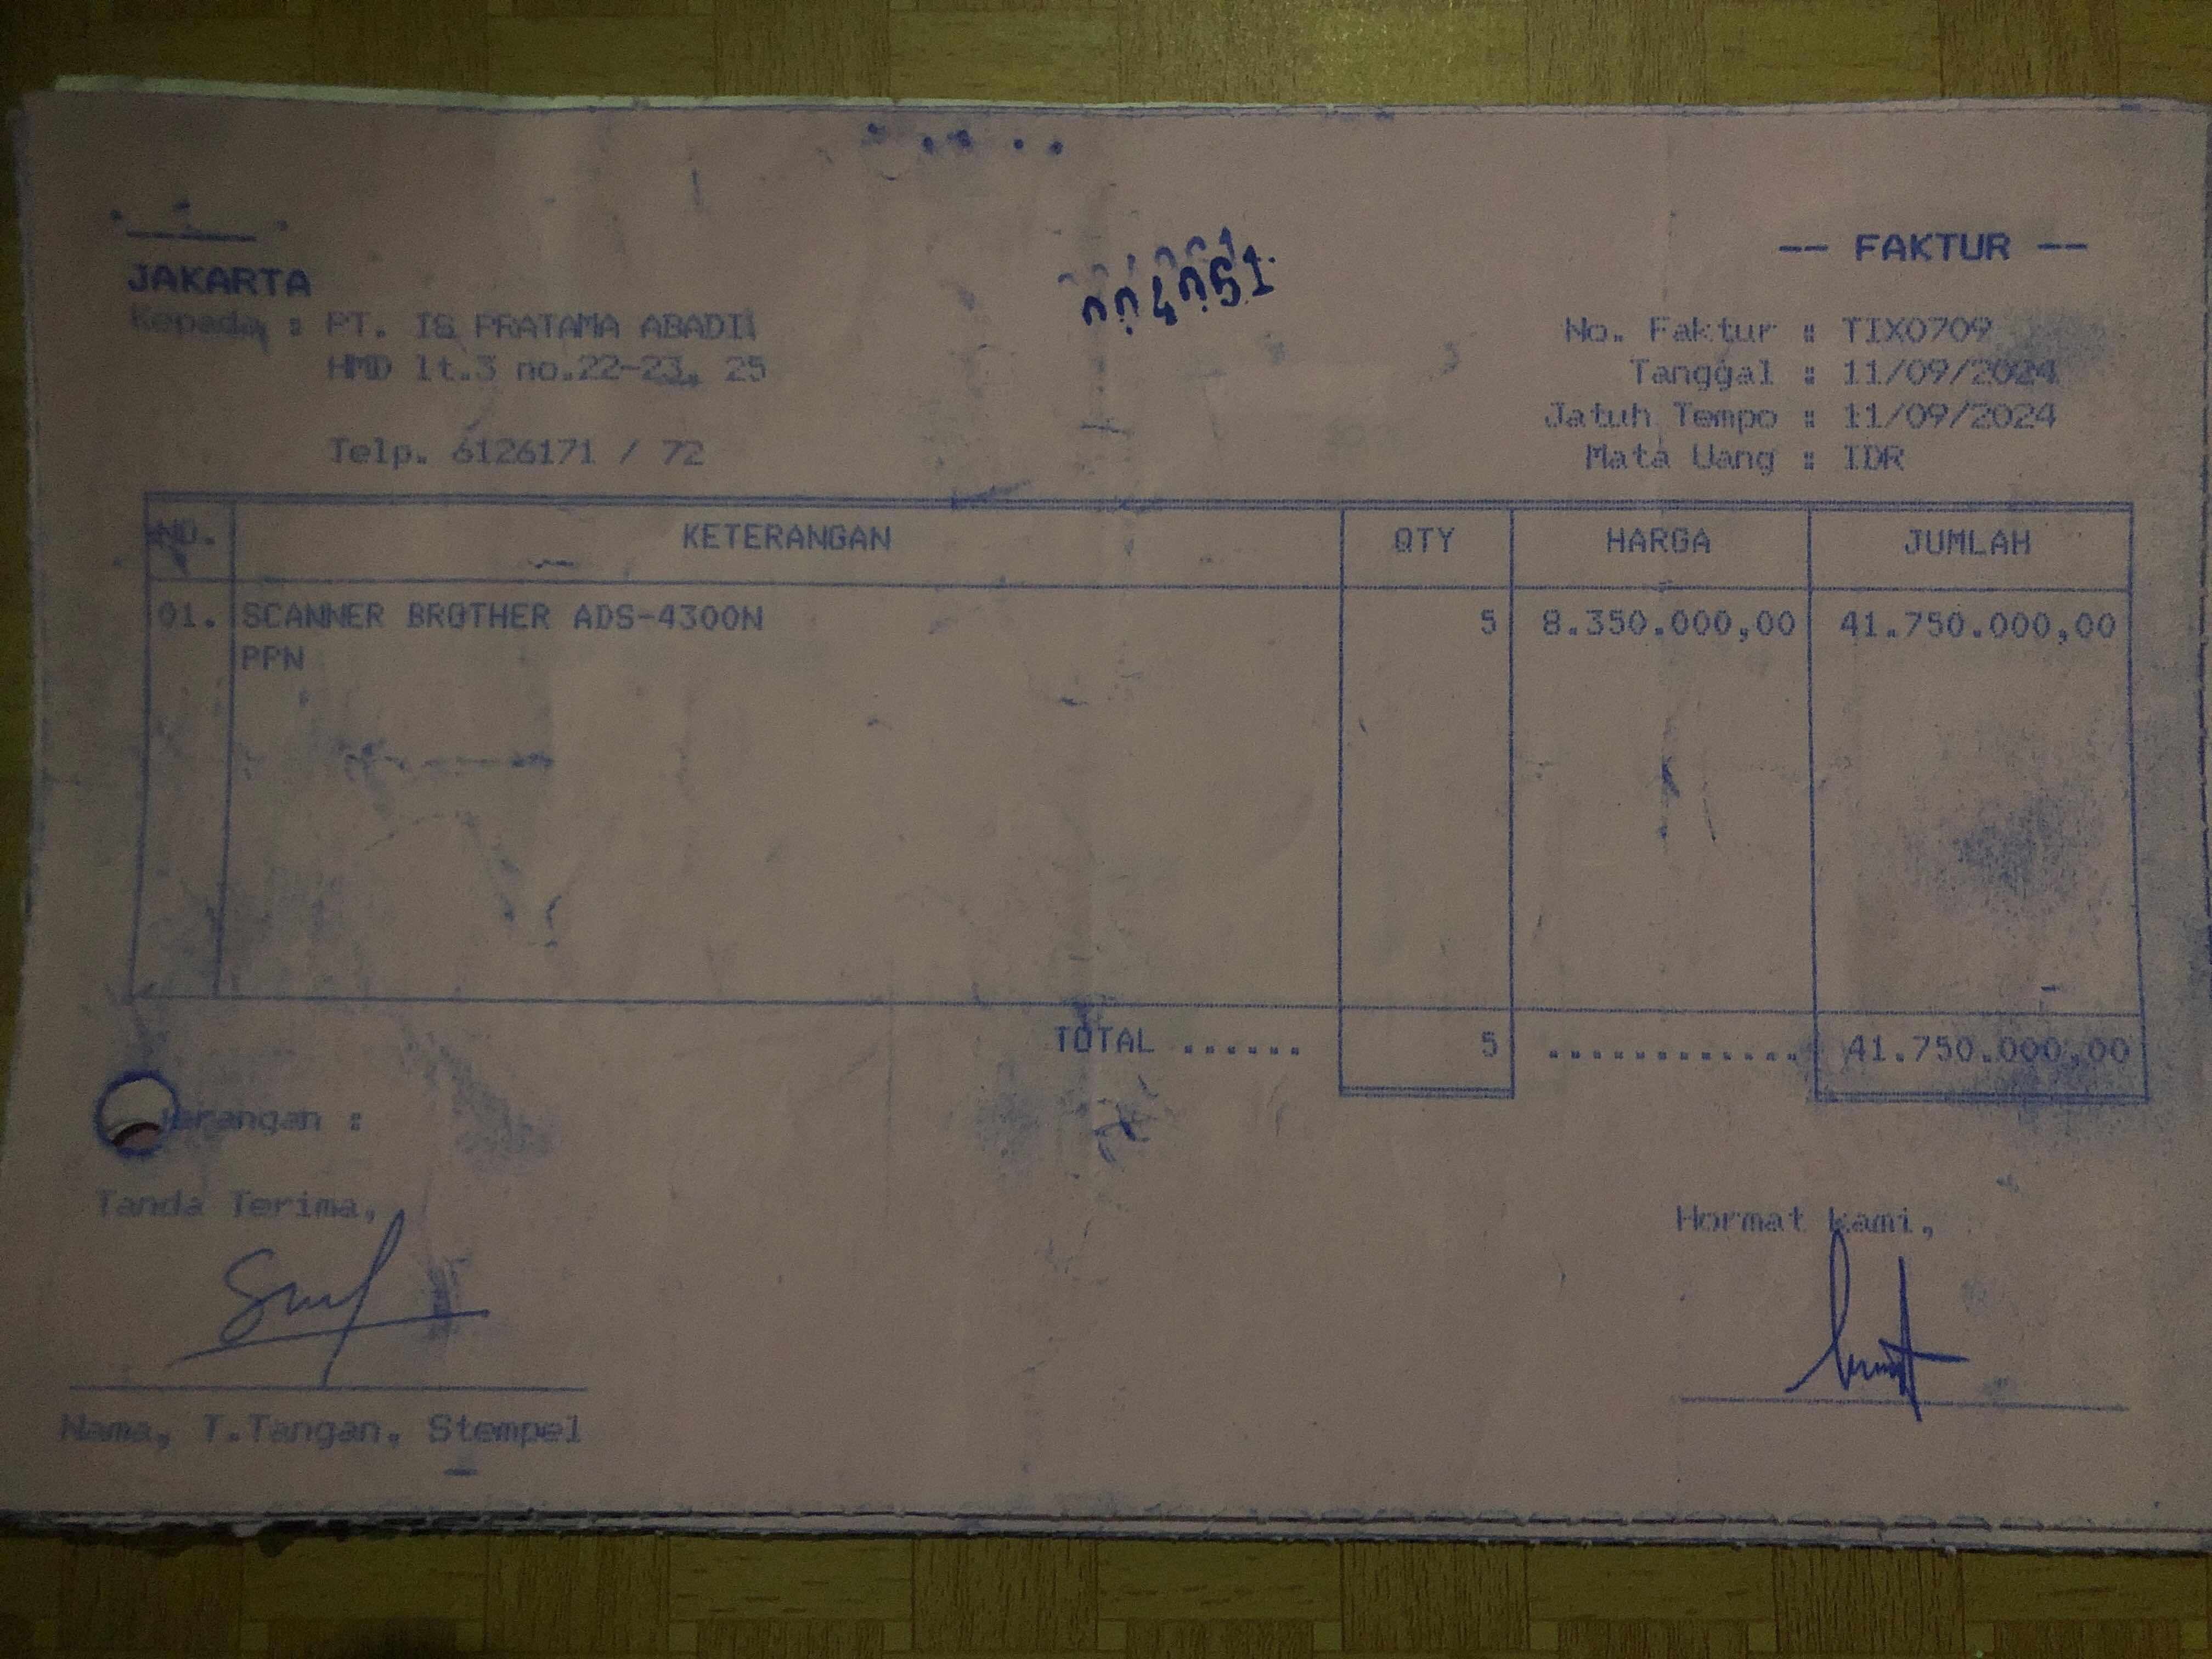 JAKARTA
-- FAKTUR --
Kepada : PT. IS PRATAMA ABADI
HMD lt.3 no.22-23, 25
Telp. 6126171 / 72
No. Faktur : TIX0709
Tanggal : 11/09/2024
Jatuh Tempo : 11/09/2024
Mata Uang : IDR
NO. KETERANGAN QTY HARGA JUMLAH
01. SCANNER BROTHER ADS-4300N 5 8.350.000,00 41.750.000,00
PPN
TOTAL ...... 5 ............ 41.750.000,00
terangan :
Tanda Terima,
Hormat kami,
Nama, T.Tangan, Stempel